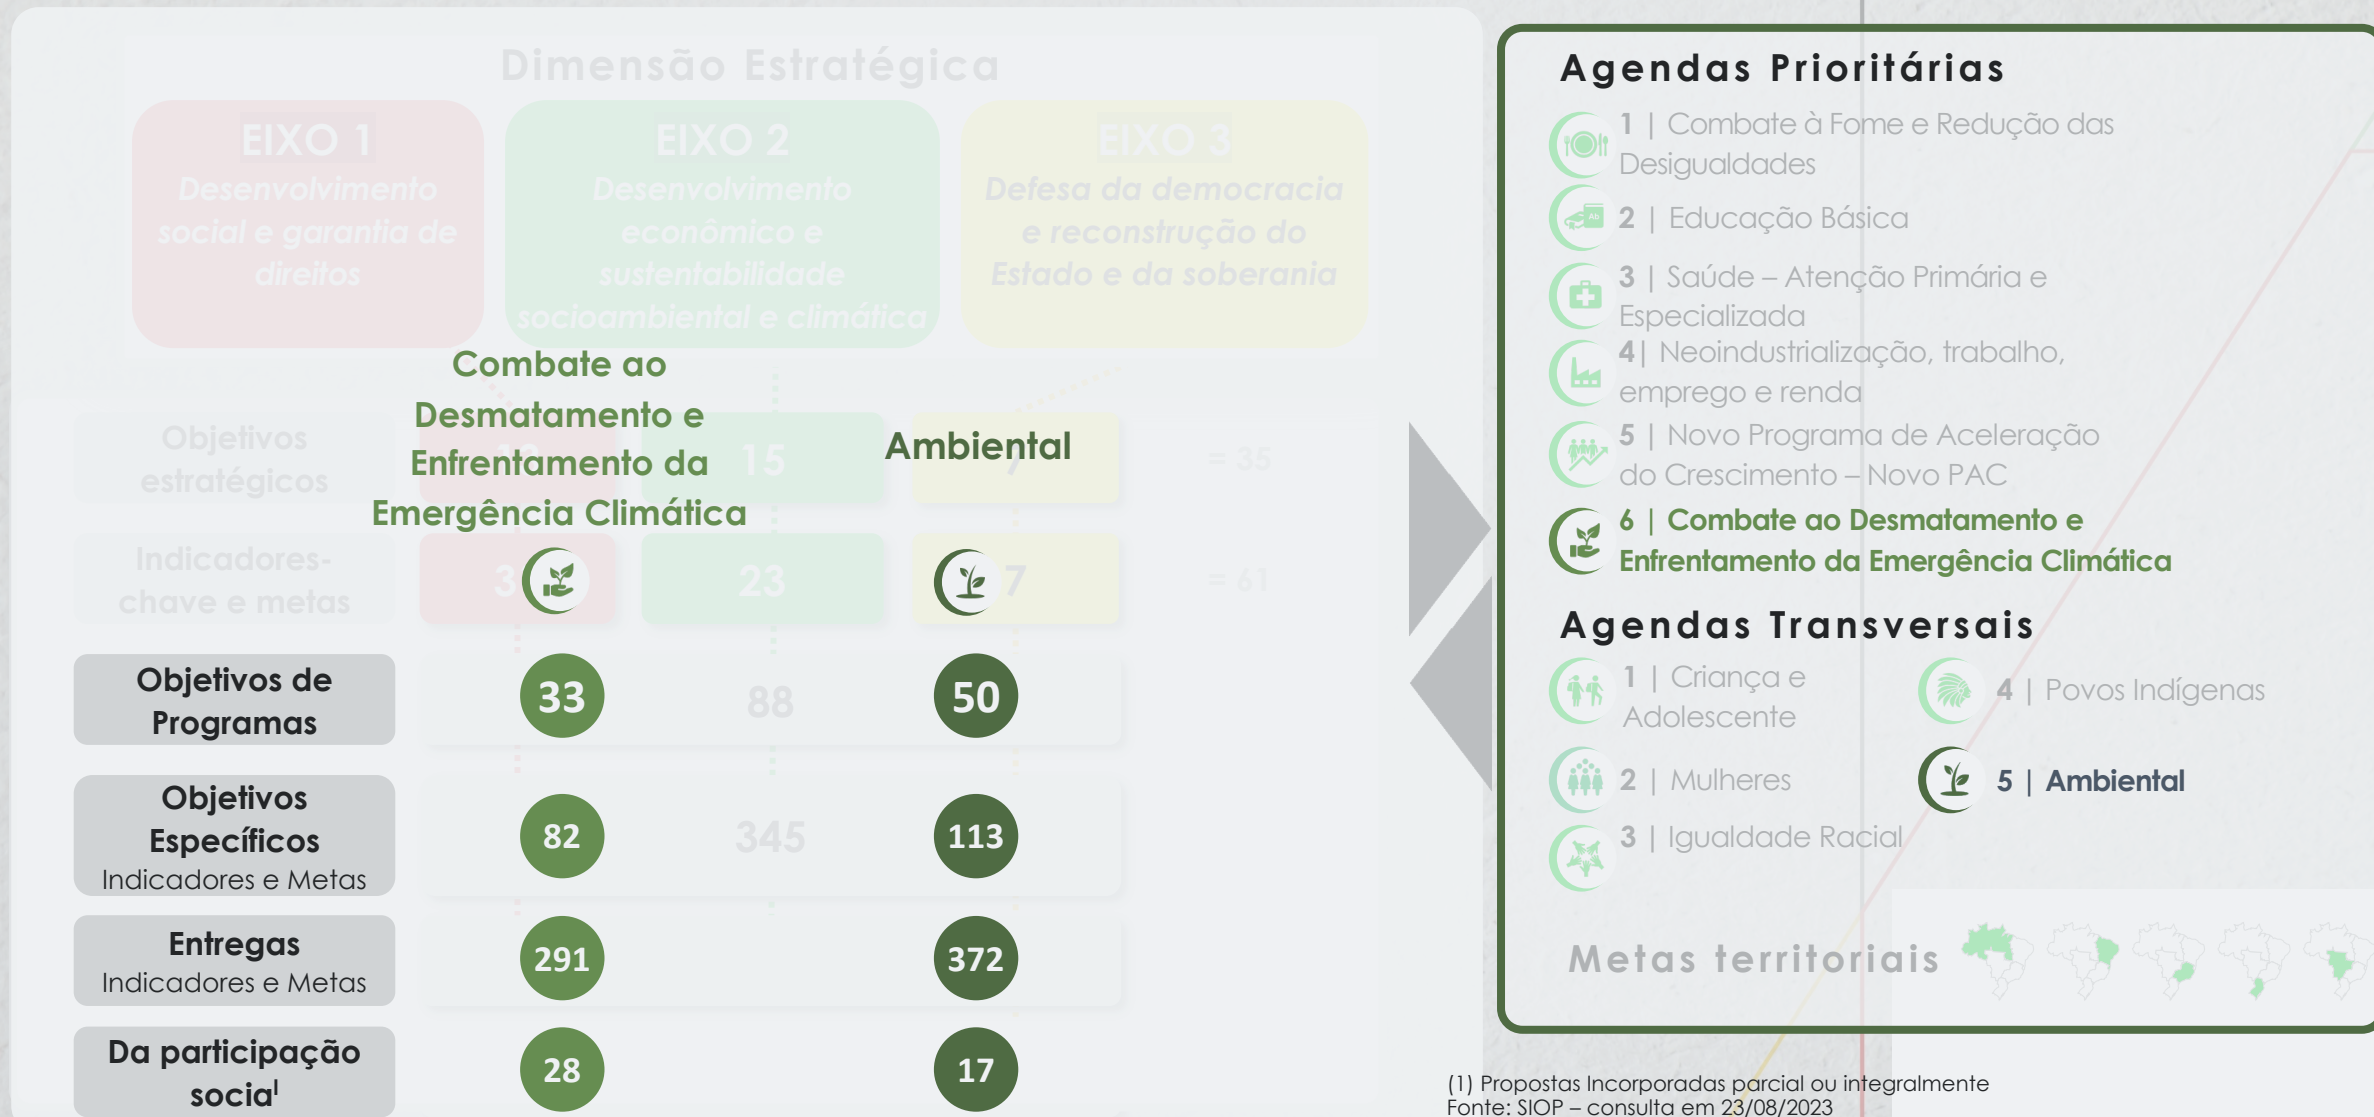 Dimensão Estratégica
EIXO 1
Desenvolvimento
social e garantia de
direitos
EIXO 2
Desenvolvimento
econômico e
sustentabilidade
socioambiental e climática
EIXO 3
Defesa da democracia
e reconstrução do
Estado e da soberania
Combate ao
Desmatamento e
Enfrentamento da
Emergência Climática
Ambiental
Objetivos
estratégicos
15
= 35
Indicadores-
chave e metas
23
7
= 61
Objetivos de
Programas
33
88
50
Objetivos
Específicos
Indicadores e Metas
82
345
113
Entregas
Indicadores e Metas
291
372
Da participação
social
28
17
Agendas Prioritárias
1 | Combate à Fome e Redução das
Desigualdades
2 | Educação Básica
3 | Saúde – Atenção Primária e
Especializada
4| Neoindustrialização, trabalho,
emprego e renda
5 | Novo Programa de Aceleração
do Crescimento – Novo PAC
6 | Combate ao Desmatamento e
Enfrentamento da Emergência Climática
Agendas Transversais
1 | Criança e
Adolescente
2 | Mulheres
3 | Igualdade Racial
4 | Povos Indígenas
5 | Ambiental
Metas territoriais
(1) Propostas Incorporadas parcial ou integralmente
Fonte: SIOP – consulta em 23/08/2023